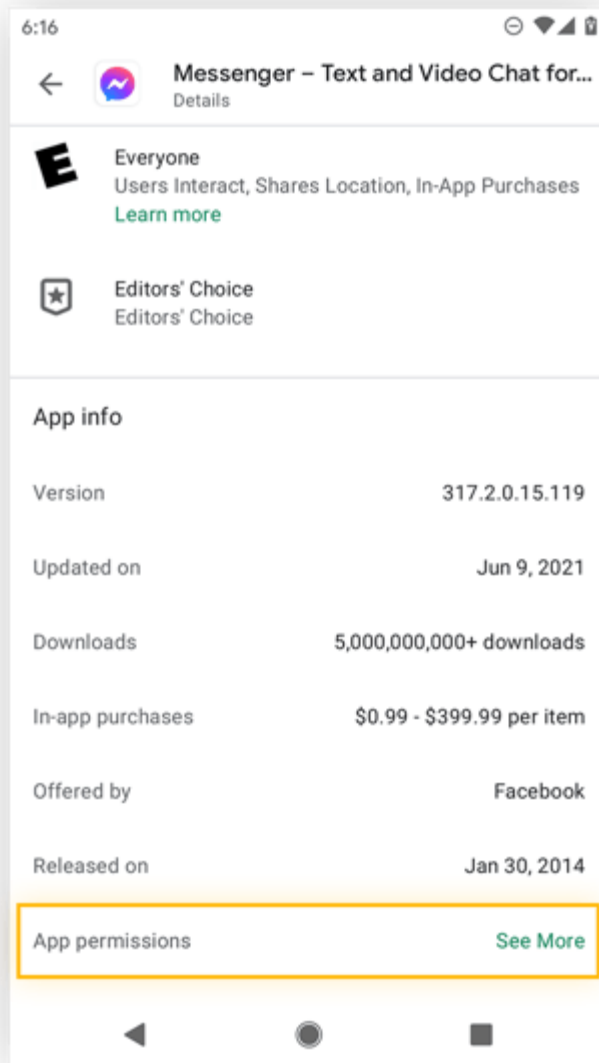 6:16
Messenger – Text and Video Chat for...
Details
E
Everyone
Users Interact, Shares Location, In-App Purchases
Learn more
Editors' Choice
Editors' Choice
App info
Version 317.2.0.15.119
Updated on Jun 9, 2021
Downloads 5,000,000,000+ downloads
In-app purchases $0.99 - $399.99 per item
Offered by Facebook
Released on Jan 30, 2014
App permissions See More